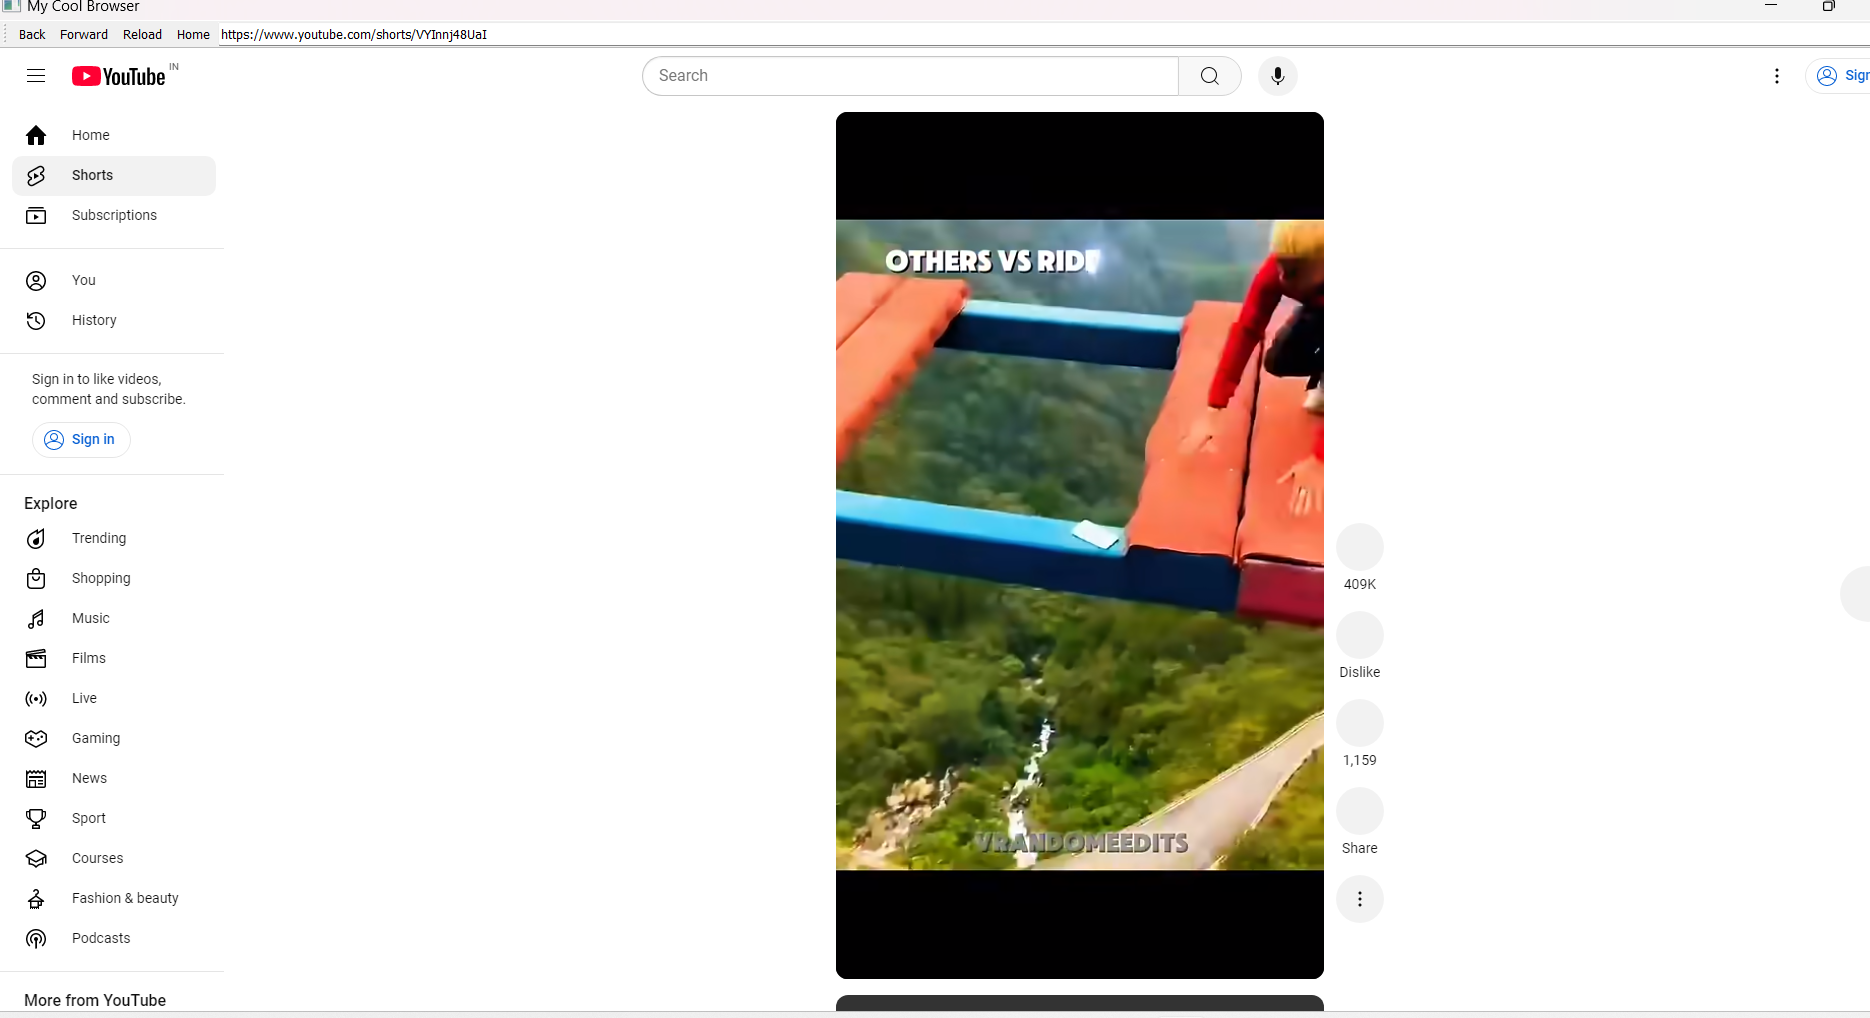 My Cool Browser
Back Forward Reload Home https://www.youtube.com/shorts/VYInnj48UaI
YouTube IN
Search
Home
Shorts
Subscriptions
You
History
Sign in to like videos,
comment and subscribe.
Sign in
Explore
Trending
Shopping
Music
Films
Live
Gaming
News
Sport
Courses
Fashion & beauty
Podcasts
More from YouTube
OTHERS VS RID
VRANDOMEEDITS
409K
Dislike
1,159
Share